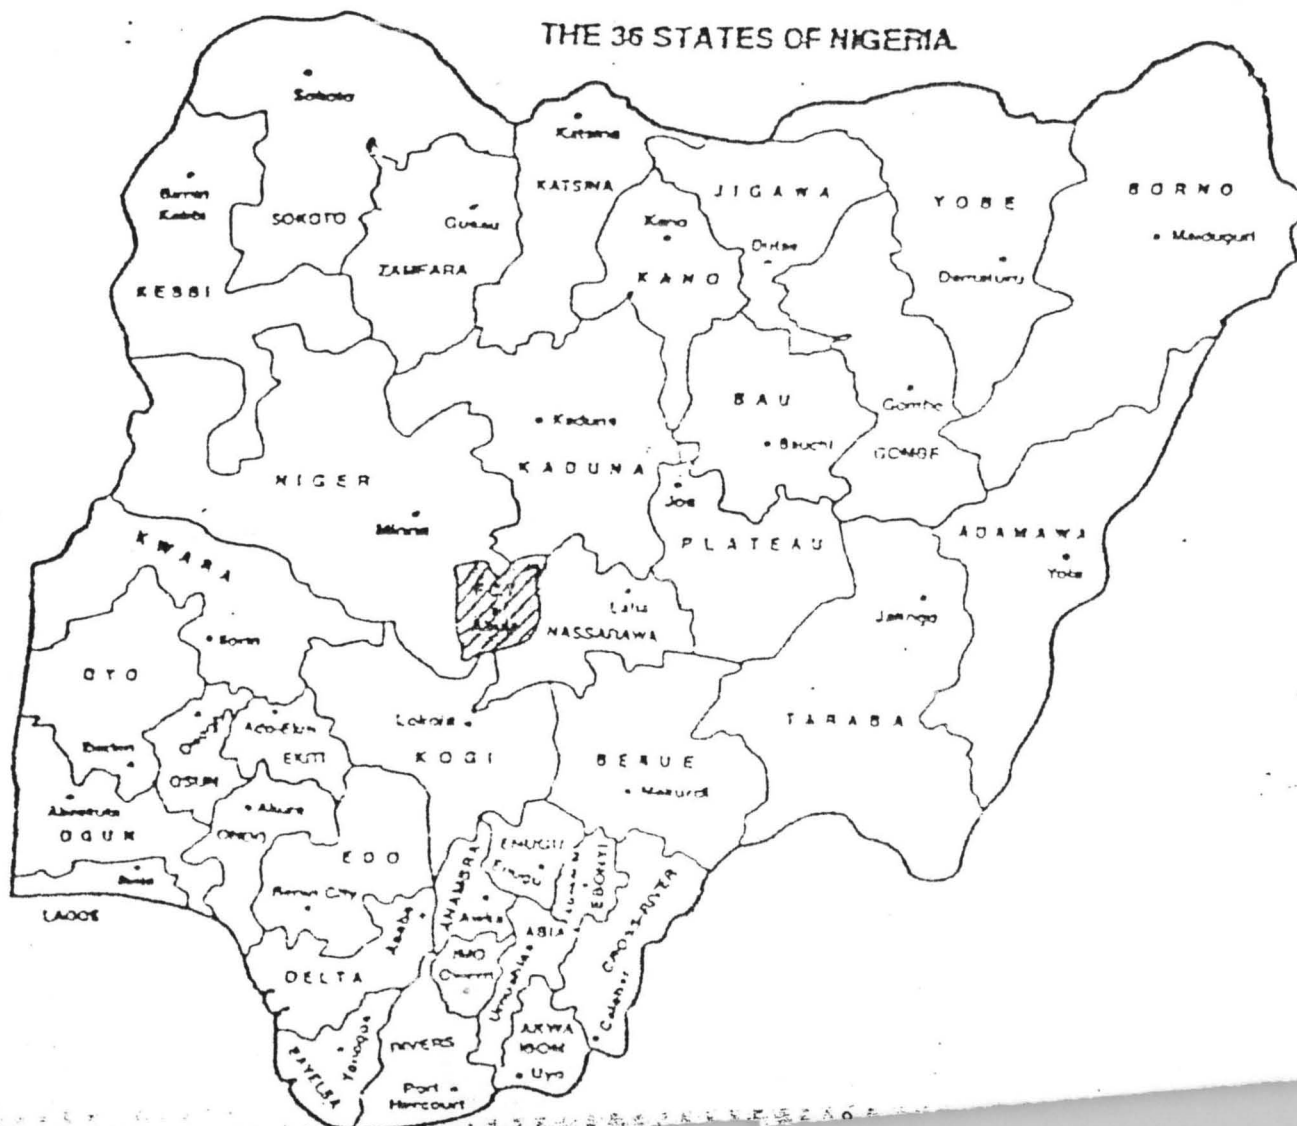 THE 36 STATES OF NIGERIA
Sokoto
Katsina
KATSINA
JIGAWA
YOBE
BORNO
Birnin
Kebbi
SOKOTO
Gusau
Kano
Dutse
Maiduguri
KEBBI
ZAMFARA
KANO
Damaturu
BAU
Gombe
Kaduna
Bauchi
GOMBE
NIGER
KADUNA
Jos
Minna
PLATEAU
ADAMAWA
Yola
KWARA
FCT
Abuja
Lafia
NASSARAWA
Jalingo
Ilorin
OYO
Lokoja
KOGI
TARABA
Ado-Ekiti
EKITI
Ibadan
OSUN
BENUE
Makurdi
Abeokuta
OGUN
Akure
ONDO
EDO
ENUGU
Enugu
EBONYI
CROSS RIVER
Ikeja
LAGOS
Benin City
Asaba
ANAMBRA
Awka
ABIA
IMO
Owerri
Umuahia
DELTA
Calabar
BAYELSA
Yenagoa
RIVERS
AKWA
IBOM
Uyo
Port
Harcourt